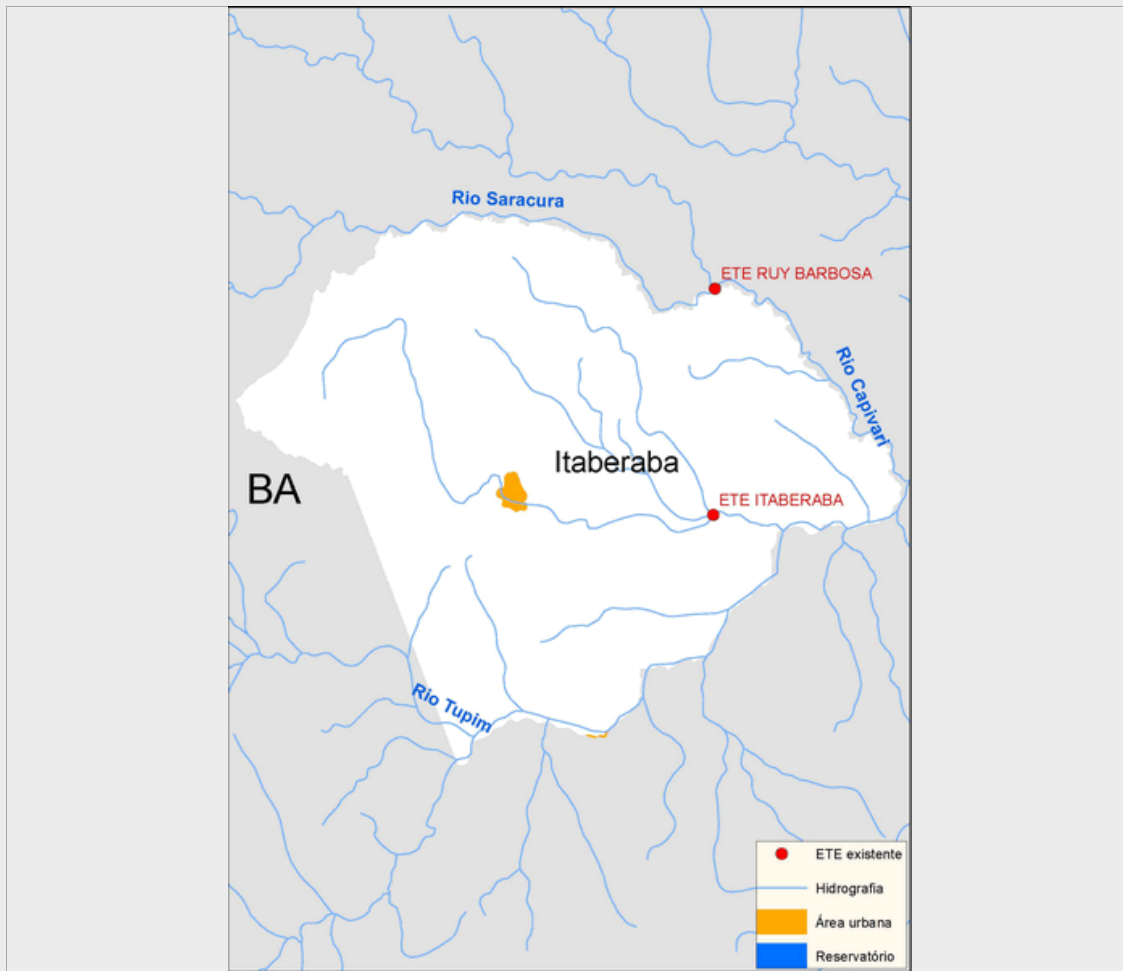 Rio Saracura
ETE RUY BARBOSA
Rio Capivari
Itaberaba
BA
ETE ITABERABA
Rio Tupim
ETE existente
Hidrografia
Área urbana
Reservatório